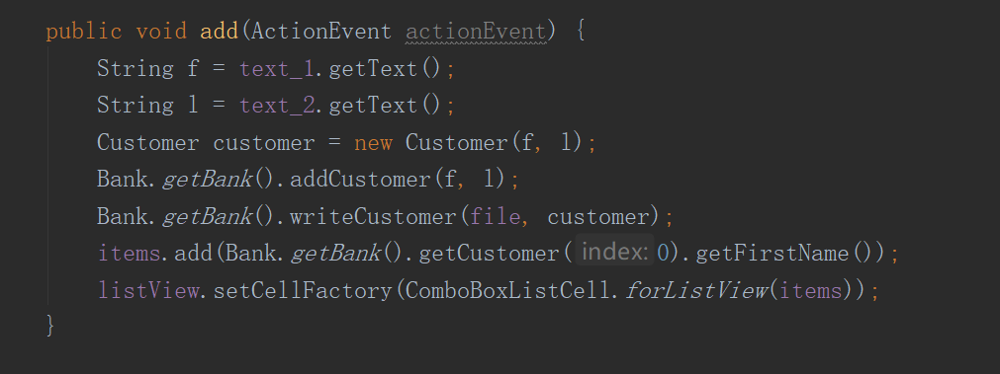 public void add(ActionEvent actionEvent) {
String f = text_1.getText();
String l = text_2.getText();
Customer customer = new Customer(f, l);
Bank.getBank().addCustomer(f, l);
Bank.getBank().writeCustomer(file, customer);
items.add(Bank.getBank().getCustomer( index: 0).getFirstName());
listView.setCellFactory(ComboBoxListCell.forListView(items));
}